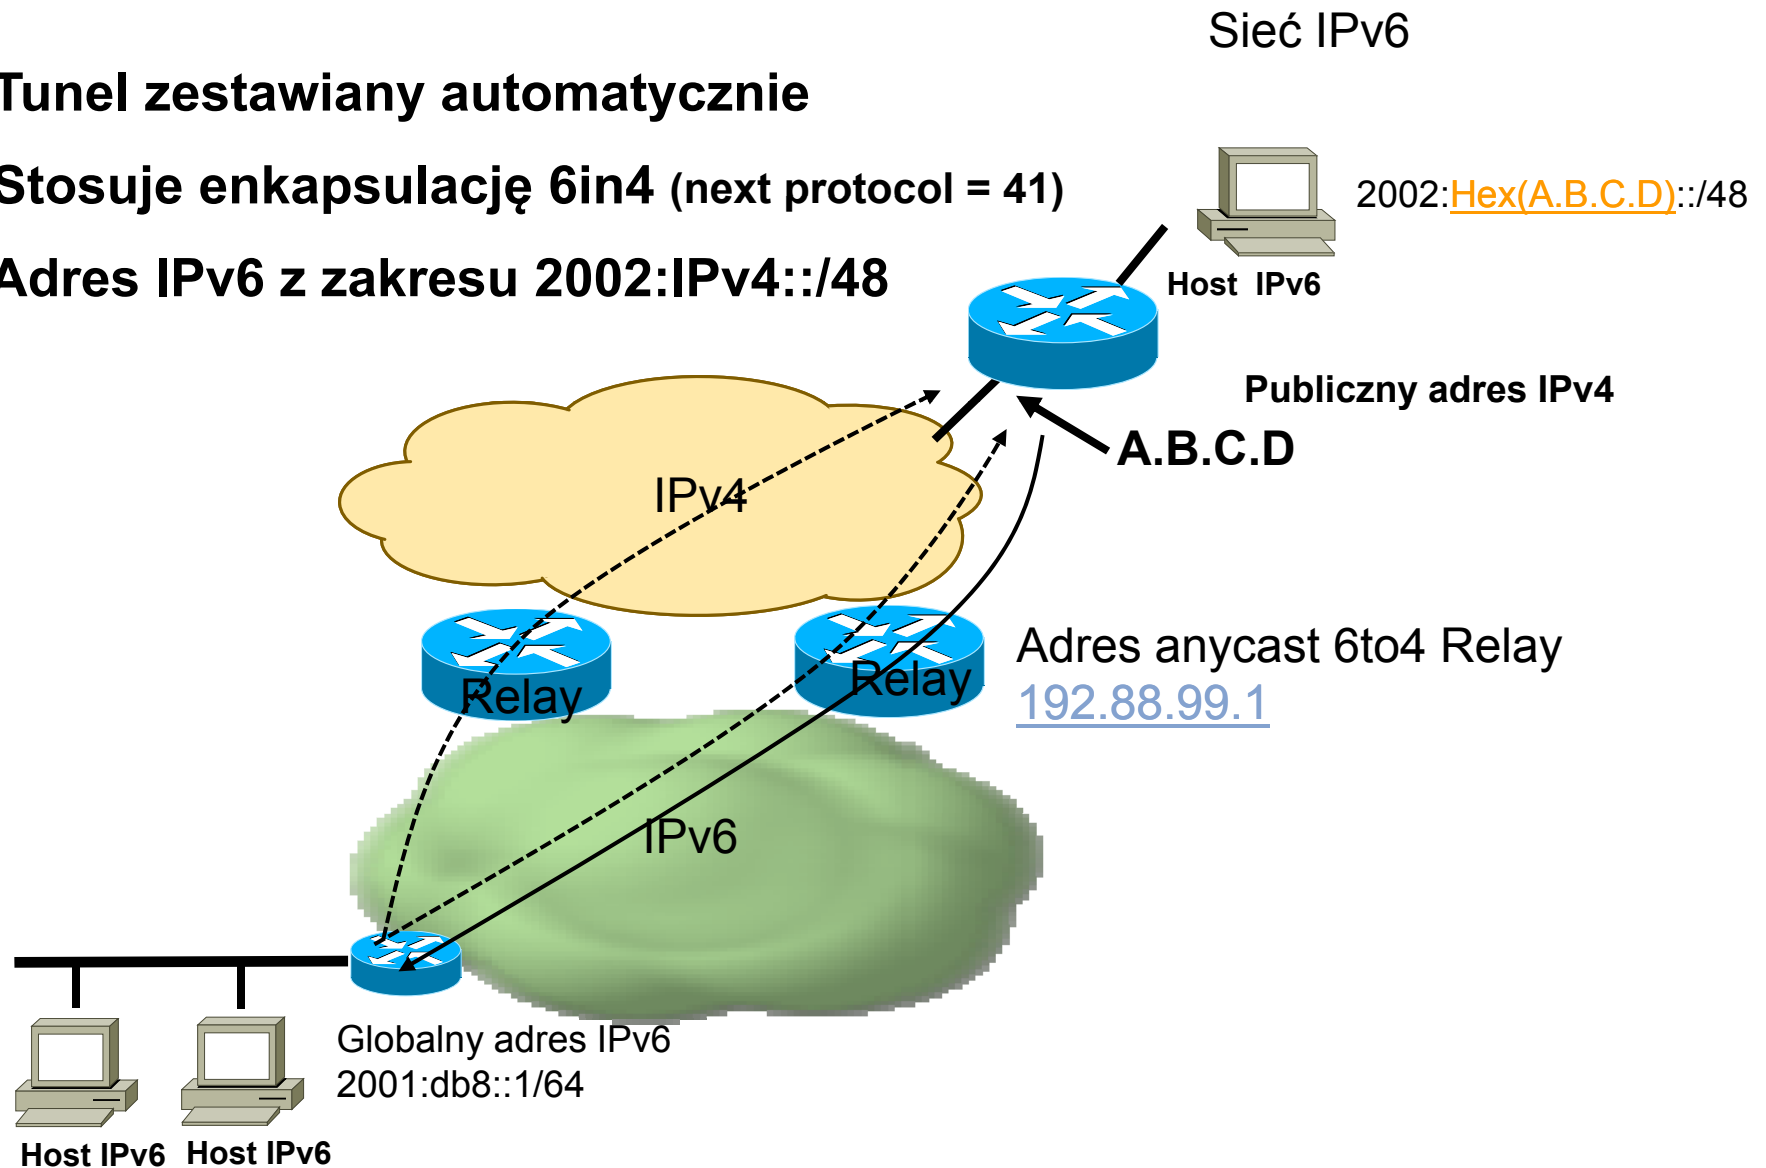 Sieć IPv6
Tunel zestawiany automatycznie
Stosuje enkapsulację 6in4 (next protocol = 41)
2002:Hex(A.B.C.D)::/48
Adres IPv6 z zakresu 2002:IPv4::/48
Host IPv6
Publiczny adres IPv4
A.B.C.D
IPv4
Relay
Relay
Adres anycast 6to4 Relay
192.88.99.1
IPv6
Globalny adres IPv6
2001:db8::1/64
Host IPv6
Host IPv6